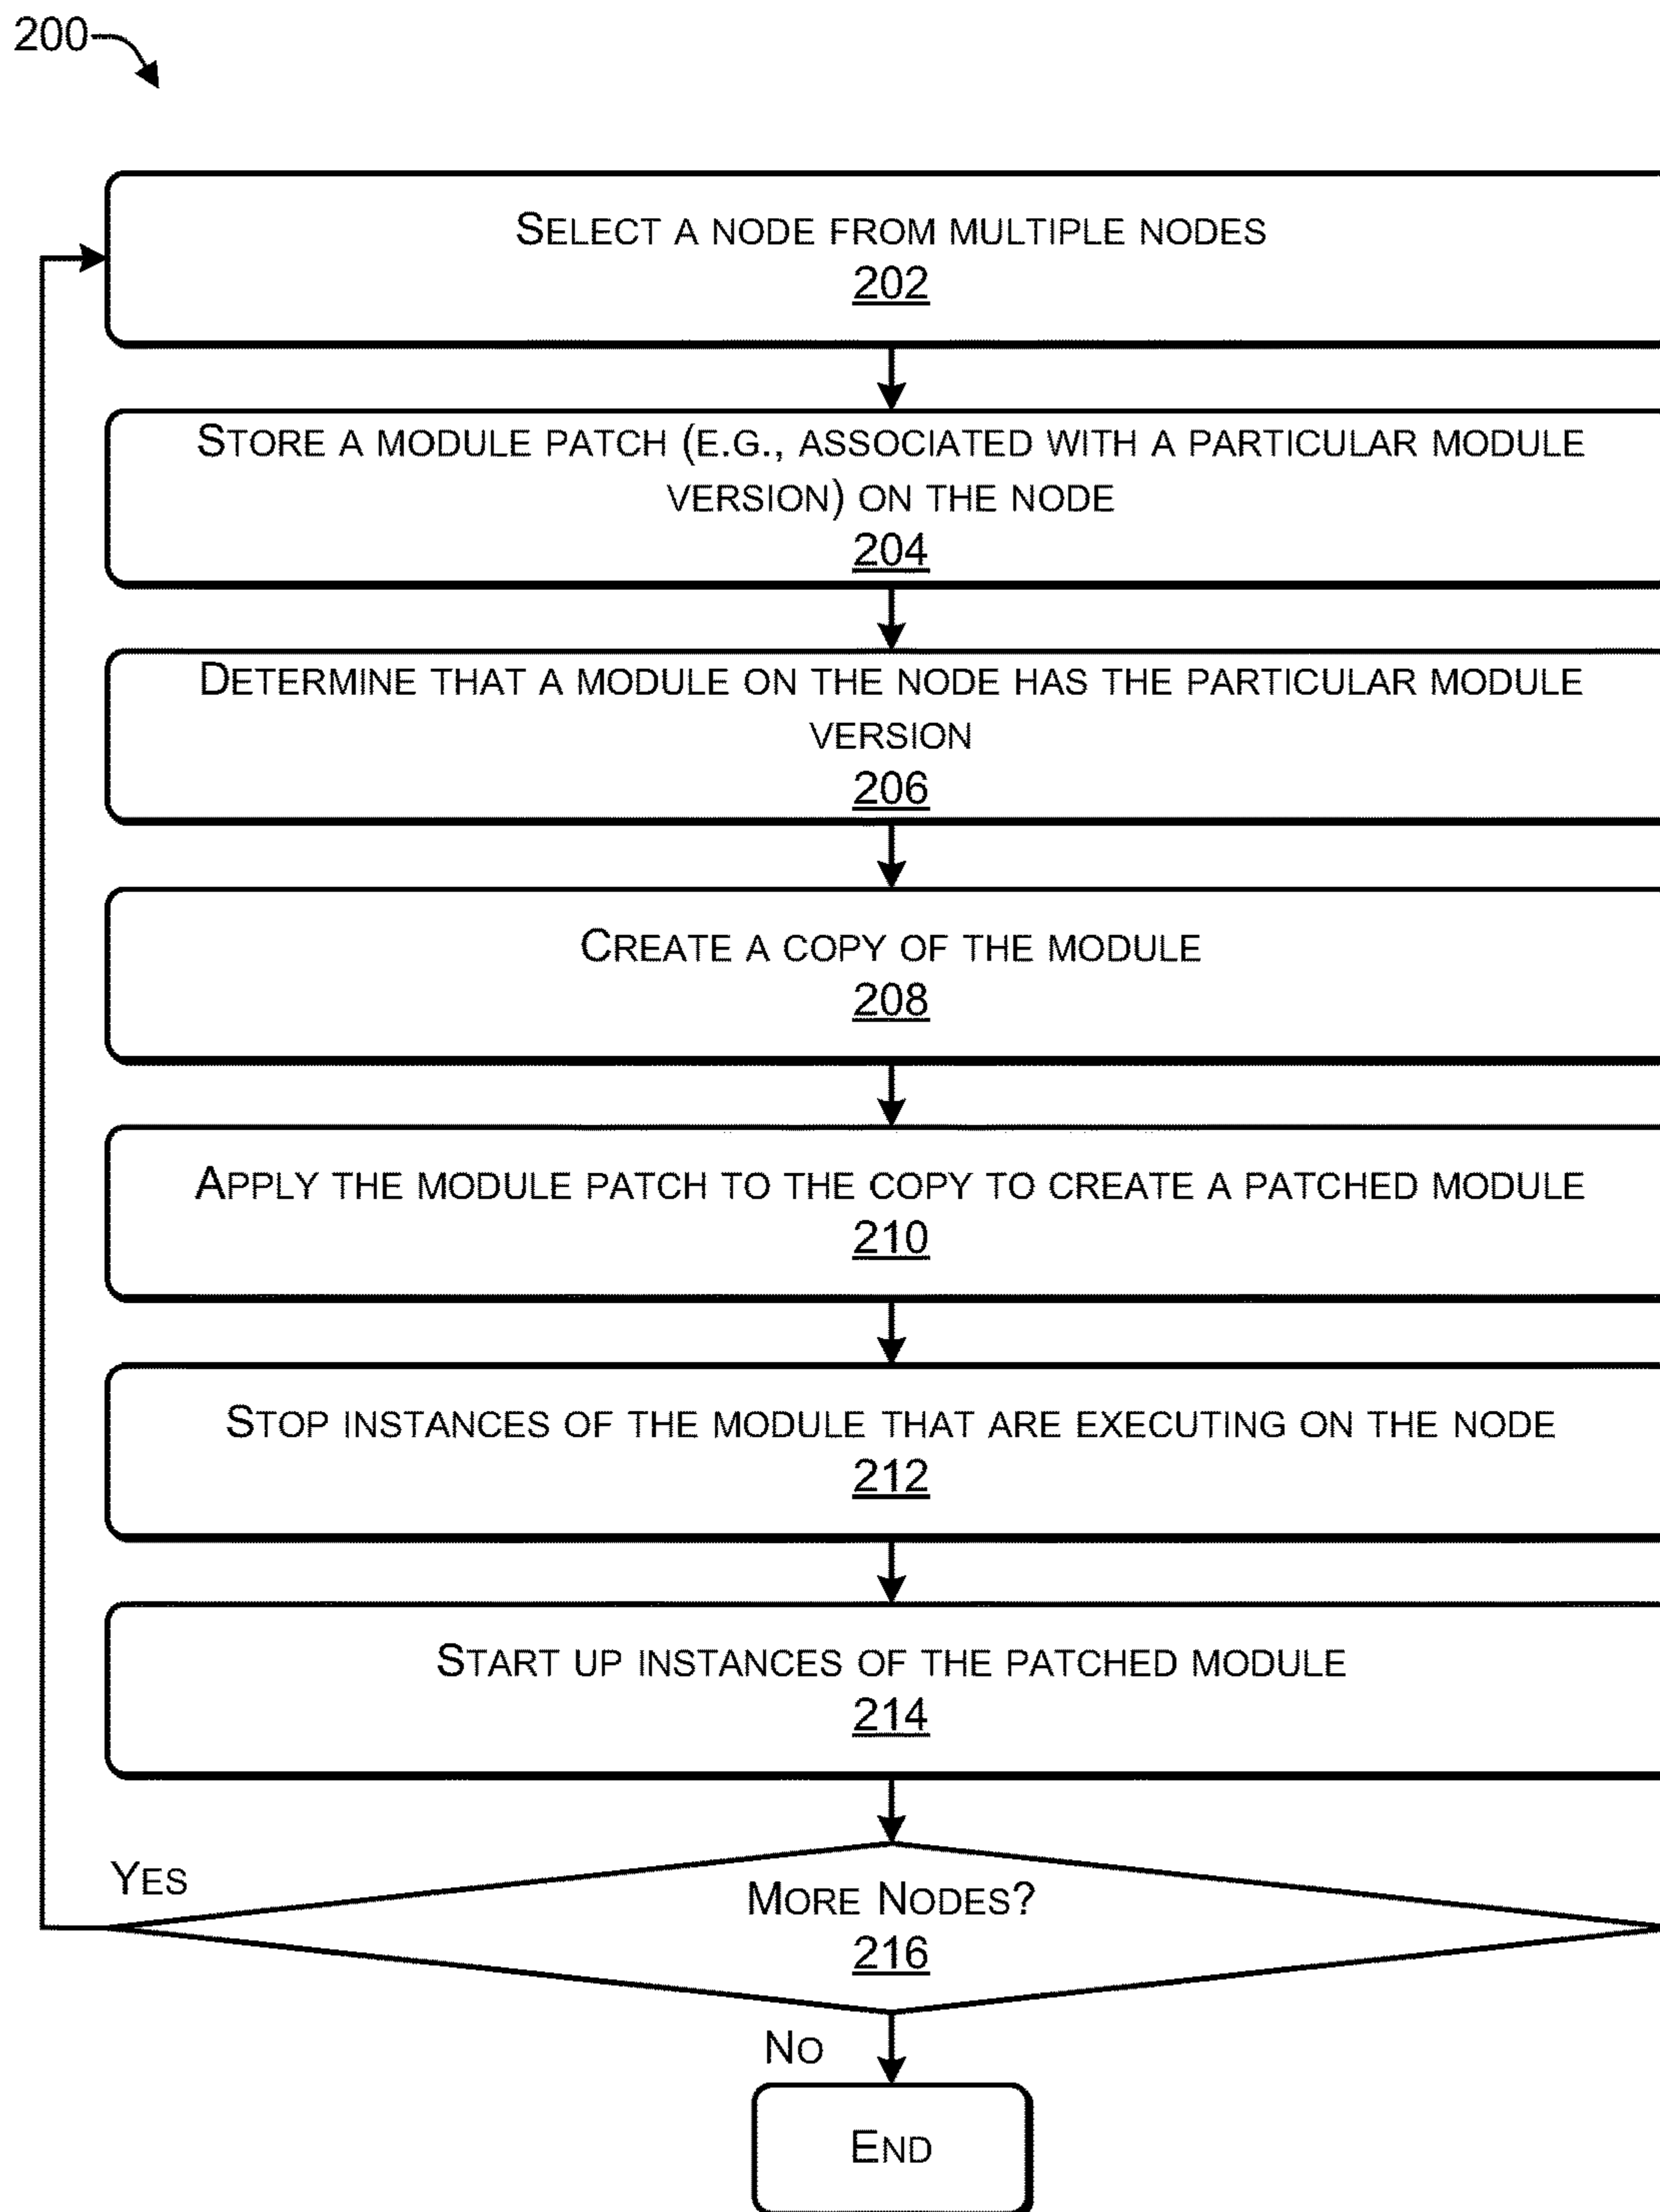 200
SELECT A NODE FROM MULTIPLE NODES
202
STORE A MODULE PATCH (E.G., ASSOCIATED WITH A PARTICULAR MODULE
VERSION) ON THE NODE
204
DETERMINE THAT A MODULE ON THE NODE HAS THE PARTICULAR MODULE
VERSION
206
CREATE A COPY OF THE MODULE
208
APPLY THE MODULE PATCH TO THE COPY TO CREATE A PATCHED MODULE
210
STOP INSTANCES OF THE MODULE THAT ARE EXECUTING ON THE NODE
212
START UP INSTANCES OF THE PATCHED MODULE
214
YES
MORE NODES?
216
NO
END